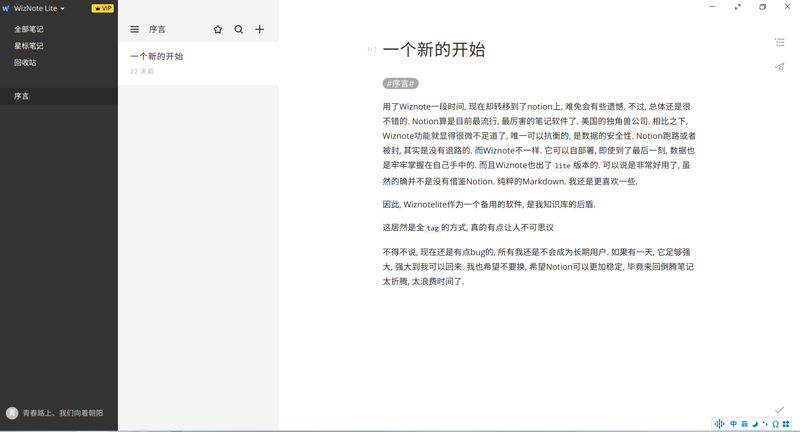 WizNote Lite
VIP
全部笔记
星标笔记
回收站
序言
青
青春路上、我们向着朝阳
序言
一个新的开始
22 天前
H1
一个新的开始
#序言#
用了Wiznote一段时间, 现在却转移到了notion上, 难免会有些遗憾, 不过, 总体还是很
不错的. Notion算是目前最流行, 最厉害的笔记软件了. 美国的独角兽公司. 相比之下,
Wiznote功能就显得很微不足道了, 唯一可以抗衡的, 是数据的安全性. Notion跑路或者
被封, 其实是没有退路的. 而Wiznote不一样. 它可以自部署, 即使到了最后一刻, 数据也
是牢牢掌握在自己手中的. 而且Wiznote也出了 lite 版本的. 可以说是非常好用了, 虽
然的确并不是没有借鉴Notion. 纯粹的Markdown. 我还是更喜欢一些.
因此, Wiznotelite作为一个备用的软件, 是我知识库的后盾.
这居然是全 tag 的方式, 真的有点让人不可思议
不得不说, 现在还是有点bug的, 所有我还是不会成为长期用户. 如果有一天, 它足够强
大, 强大到我可以回来. 我也希望不要换, 希望Notion可以更加稳定, 毕竟来回倒腾笔记
太折腾, 太浪费时间了.
中